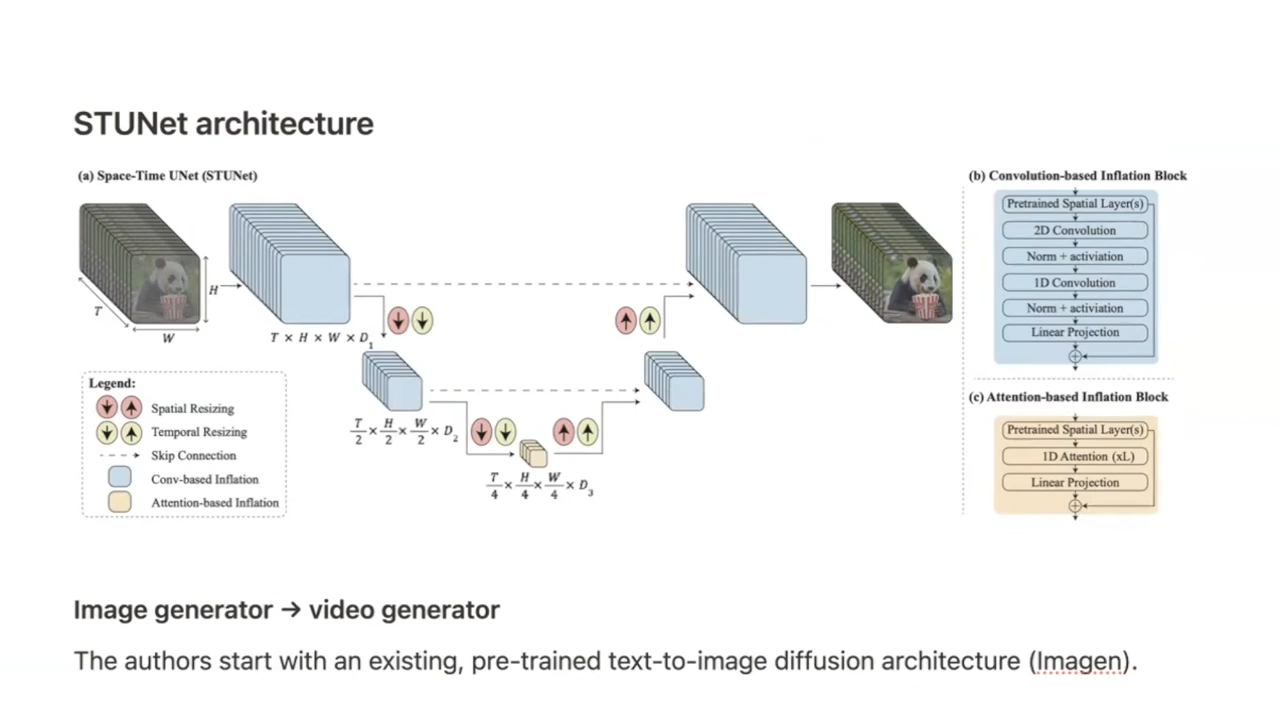 STUNet architecture
(a) Space-Time UNet (STUNet)
T
H
W
T × H × W × D1
T/2 × H/2 × W/2 × D2
T/4 × H/4 × W/4 × D3
Legend:
Spatial Resizing
Temporal Resizing
Skip Connection
Conv-based Inflation
Attention-based Inflation
(b) Convolution-based Inflation Block
Pretrained Spatial Layer(s)
2D Convolution
Norm + activiation
1D Convolution
Norm + activiation
Linear Projection
(c) Attention-based Inflation Block
Pretrained Spatial Layer(s)
1D Attention (xL)
Linear Projection
Image generator → video generator
The authors start with an existing, pre-trained text-to-image diffusion architecture (Imagen).